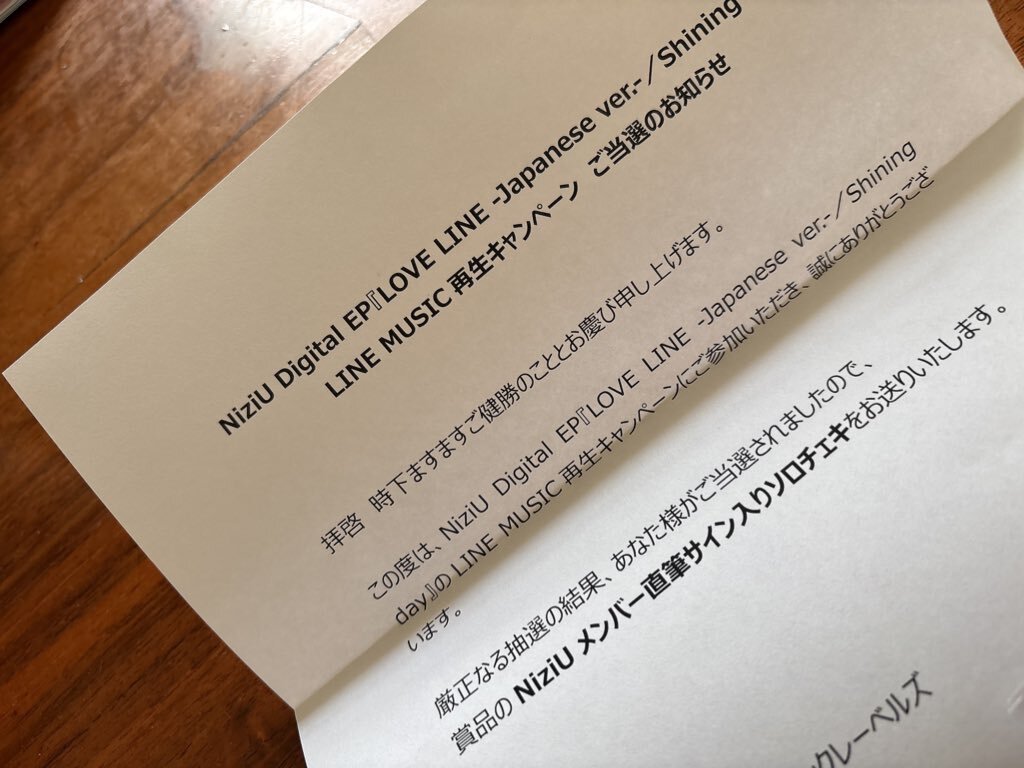 NiziU Digital EP『LOVE LINE -Japanese ver.-／Shining
LINE MUSIC 再生キャンペーン ご当選のお知らせ
拝啓 時下ますますご健勝のこととお慶び申し上げます。
この度は、NiziU Digital EP『LOVE LINE -Japanese ver.-／Shining
day』の LINE MUSIC 再生キャンペーンにご参加いただき、誠にありがとうござ
います。
厳正なる抽選の結果、あなた様がご当選されましたので、
賞品の NiziU メンバー直筆サイン入りソロチェキをお送りいたします。
クレーベルズ